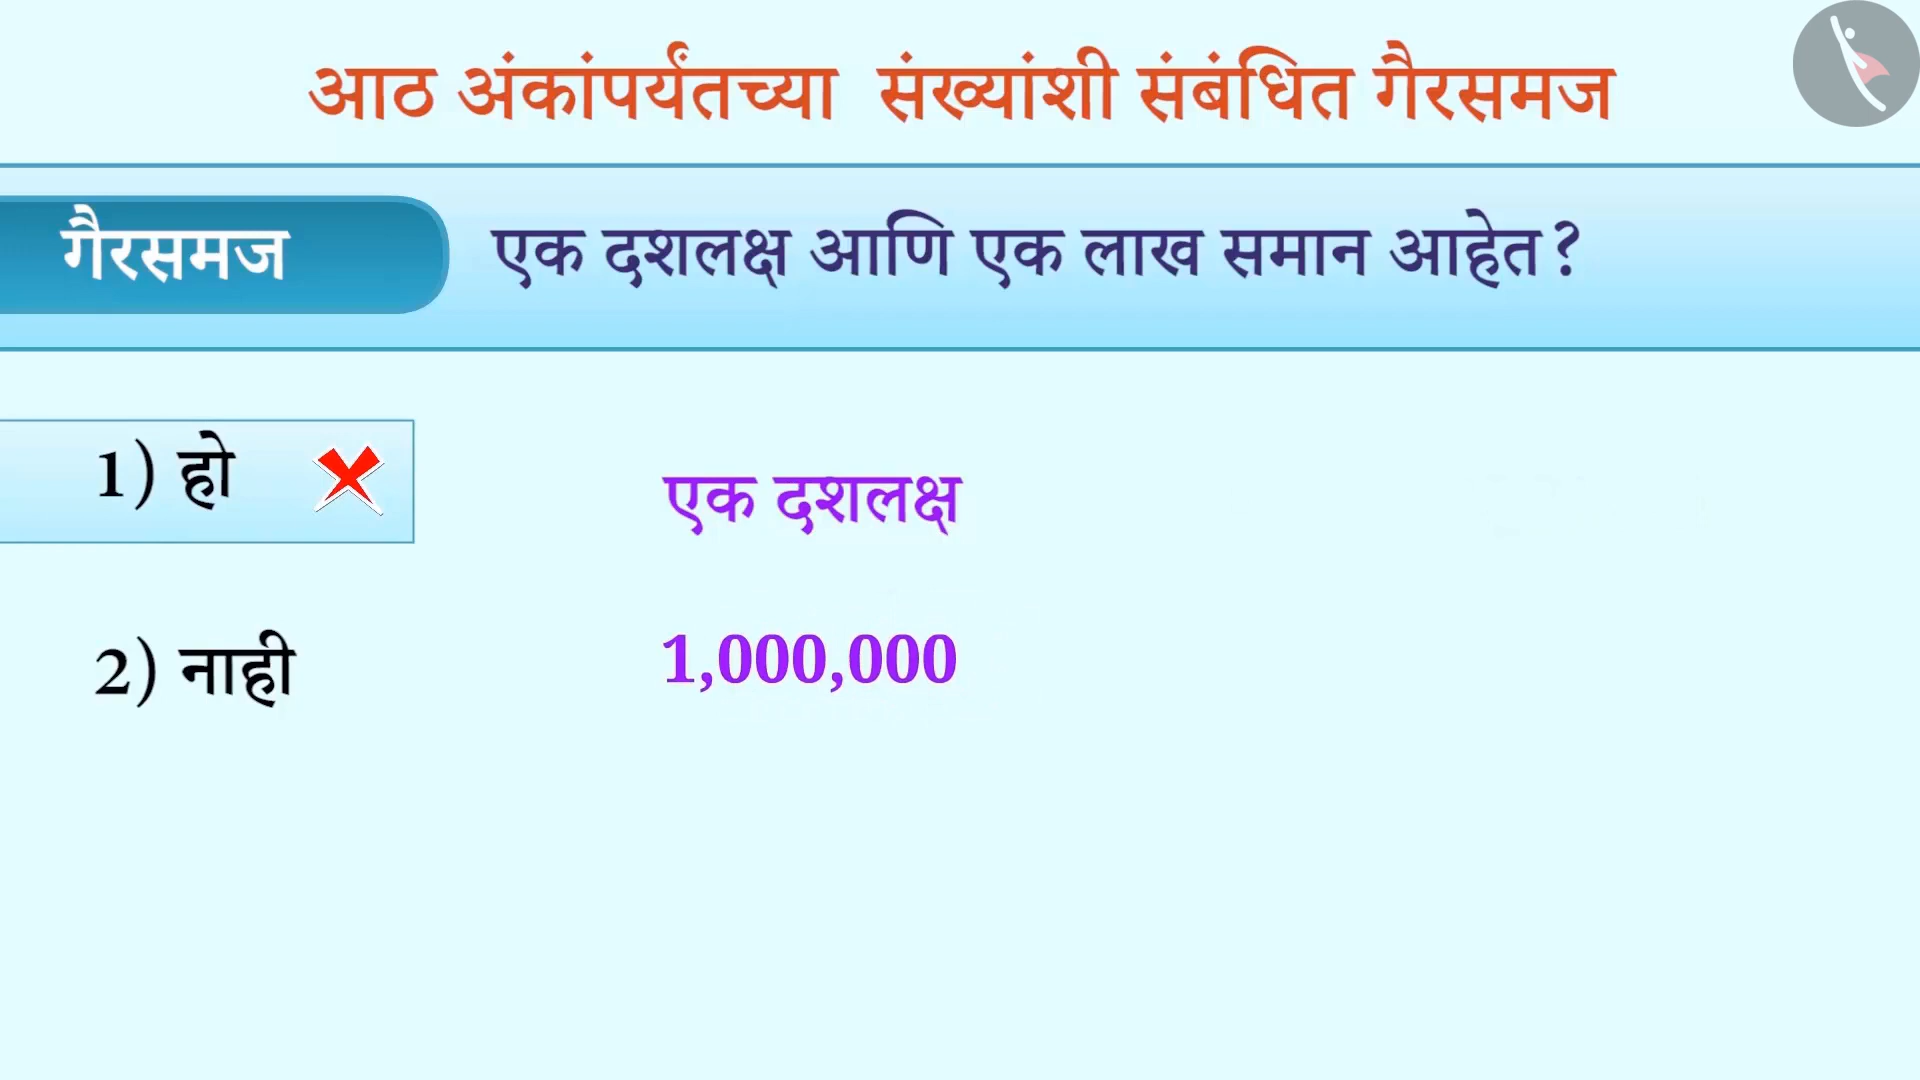 आठ अंकांपर्यंतच्या संख्यांशी संबंधित गैरसमज
गैरसमज
एक दशलक्ष आणि एक लाख समान आहेत?
1) हो
एक दशलक्ष
2) नाही
1,000,000